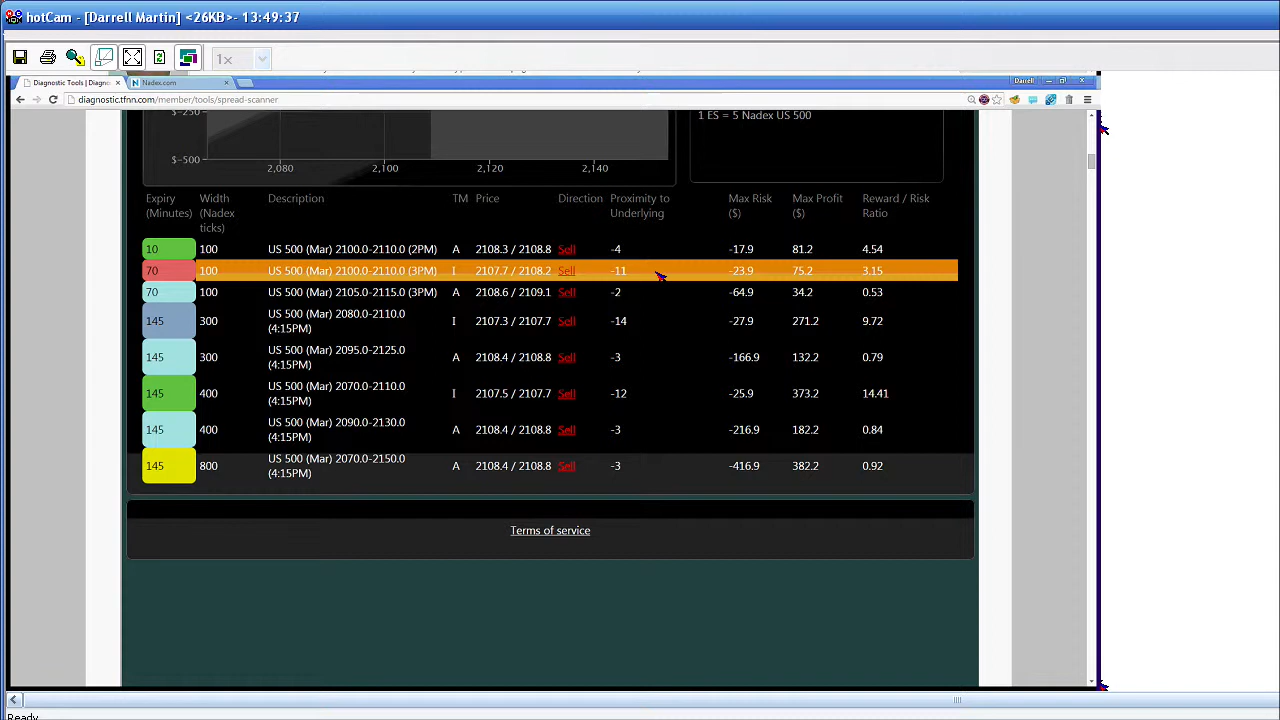 hotCam - [Darrell Martin] <26KB> - 13:49:37
1x
Diagnostic Tools | Diagn
Nadex.com
Darrell
diagnostic.tfnn.com/member/tools/spread-scanner
$-250
$-500
2,080
2,100
2,120
2,140
1 ES = 5 Nadex US 500
Expiry (Minutes) Width (Nadex ticks) Description TM Price Direction Proximity to Underlying Max Risk ($) Max Profit ($) Reward / Risk Ratio
10 100 US 500 (Mar) 2100.0-2110.0 (2PM) A 2108.3 / 2108.8 Sell -4 -17.9 81.2 4.54
70 100 US 500 (Mar) 2100.0-2110.0 (3PM) I 2107.7 / 2108.2 Sell -11 -23.9 75.2 3.15
70 100 US 500 (Mar) 2105.0-2115.0 (3PM) A 2108.6 / 2109.1 Sell -2 -64.9 34.2 0.53
145 300 US 500 (Mar) 2080.0-2110.0 (4:15PM) I 2107.3 / 2107.7 Sell -14 -27.9 271.2 9.72
145 300 US 500 (Mar) 2095.0-2125.0 (4:15PM) A 2108.4 / 2108.8 Sell -3 -166.9 132.2 0.79
145 400 US 500 (Mar) 2070.0-2110.0 (4:15PM) I 2107.5 / 2107.7 Sell -12 -25.9 373.2 14.41
145 400 US 500 (Mar) 2090.0-2130.0 (4:15PM) A 2108.4 / 2108.8 Sell -3 -216.9 182.2 0.84
145 800 US 500 (Mar) 2070.0-2150.0 (4:15PM) A 2108.4 / 2108.8 Sell -3 -416.9 382.2 0.92
Terms of service
Ready